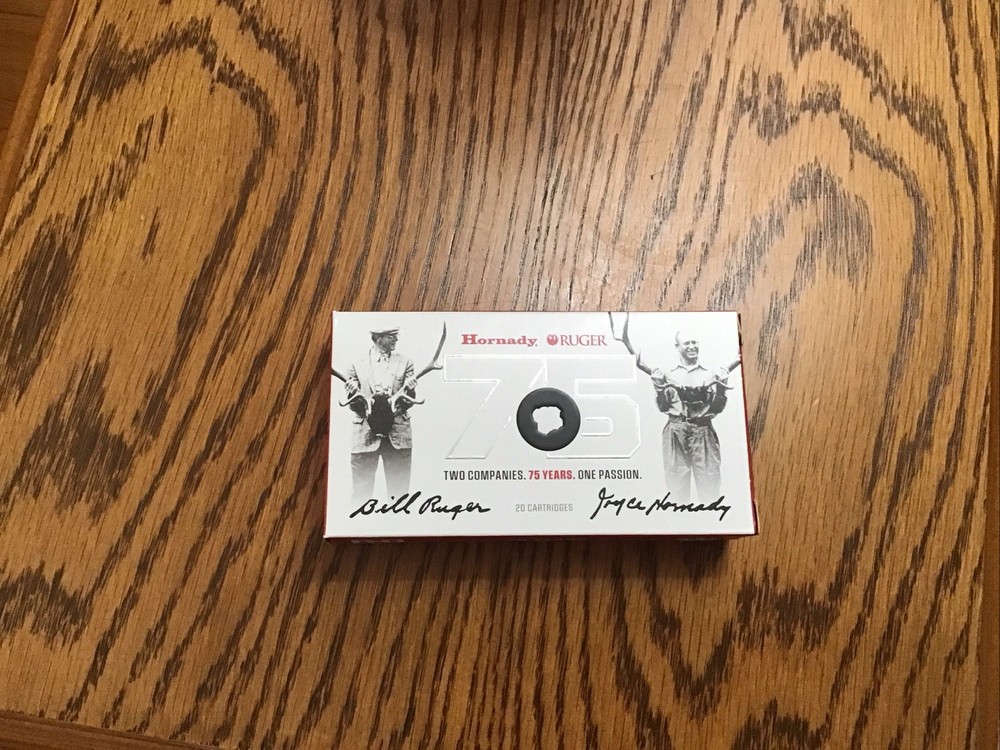 Hornady RUGER
75
TWO COMPANIES. 75 YEARS. ONE PASSION.
Bill Ruger 20 CARTRIDGES Joyce Hornady